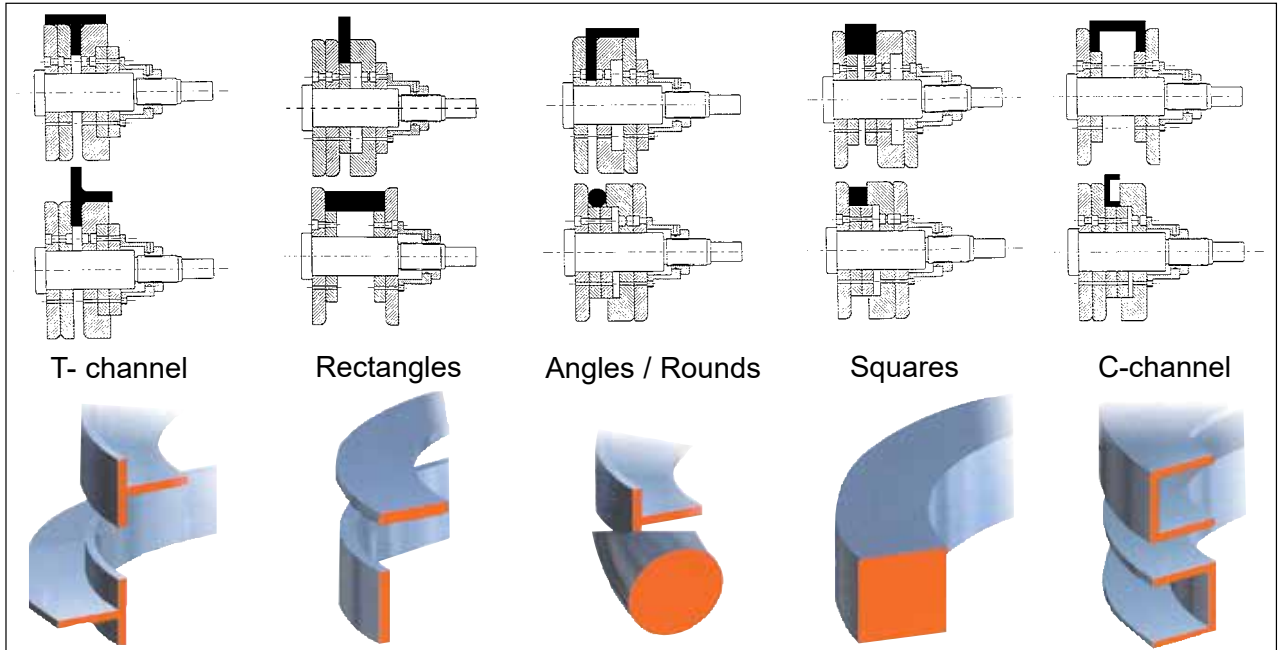 T- channel
Rectangles
Angles / Rounds
Squares
C-channel